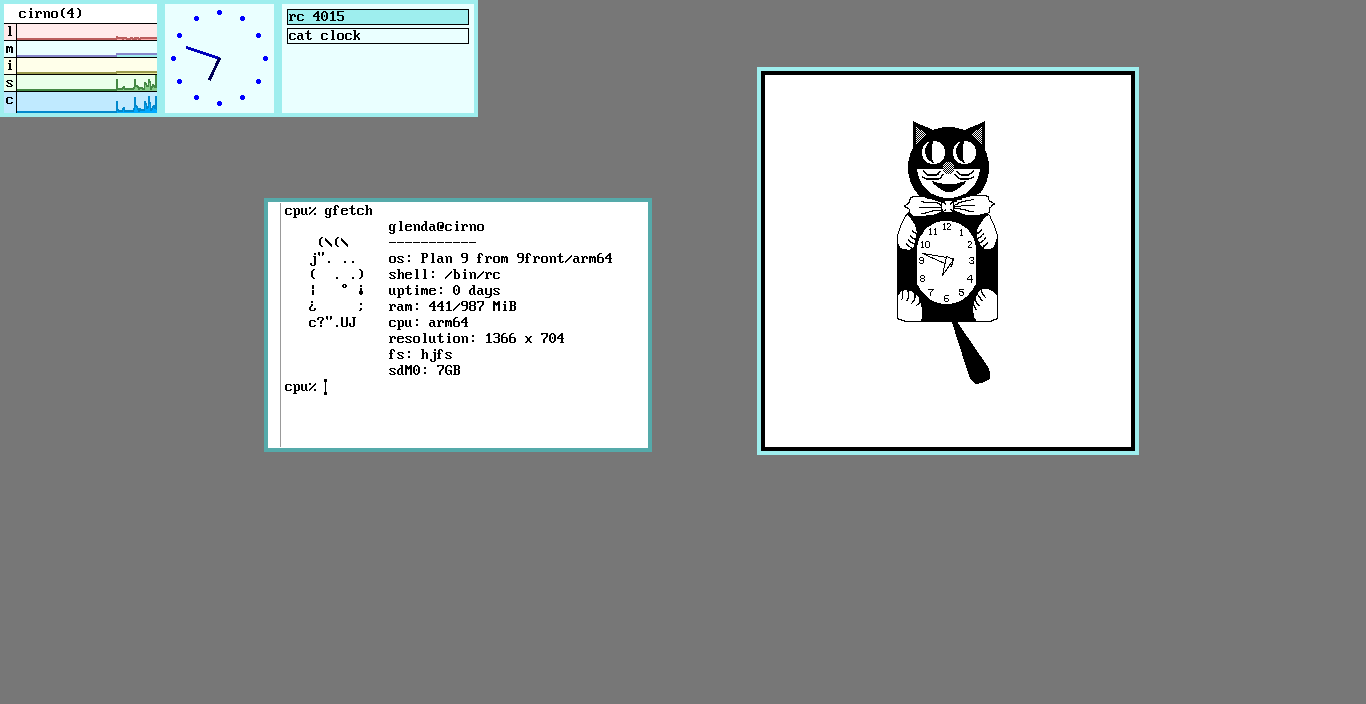 cirno(4)
l
m
i
s
c
rc 4015
cat clock
cpu% gfetch
glenda@cirno
(\(\ -----------
j". .. os: Plan 9 from 9front/arm64
( . .) shell: /bin/rc
¦ ° ¡ uptime: 0 days
¿ ; ram: 441/987 MiB
c?".UJ cpu: arm64
resolution: 1366 x 704
fs: hjfs
sdM0: 7GB
cpu%
12
11 1
10 2
9 3
8 4
7 5
6